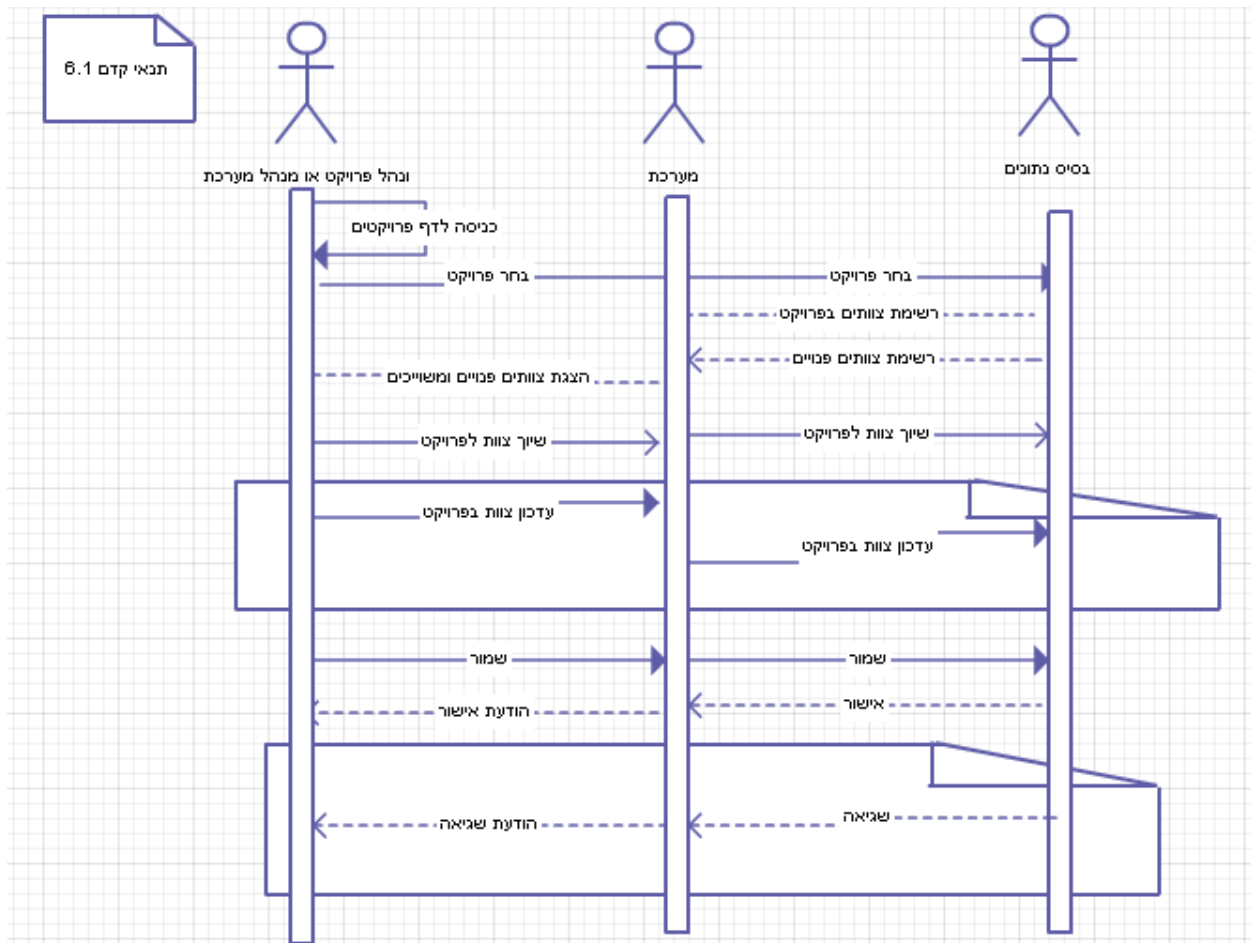 תנאי קדם 6.1
ונהל פרויקט או מנהל מערכת
מערכת
בסיס נתונים
כניסה לדף פרויקטים
בחר פרויקט
בחר פרויקט
רשימת צוותים בפרויקט
רשימת צוותים פנויים
הצגת צוותים פנויים ומשוייכים
שיוך צוות לפרויקט
שיוך צוות לפרויקט
עדכון צוות בפרויקט
עדכון צוות בפרויקט
שמור
שמור
אישור
הודעת אישור
שגיאה
הודעת שגיאה